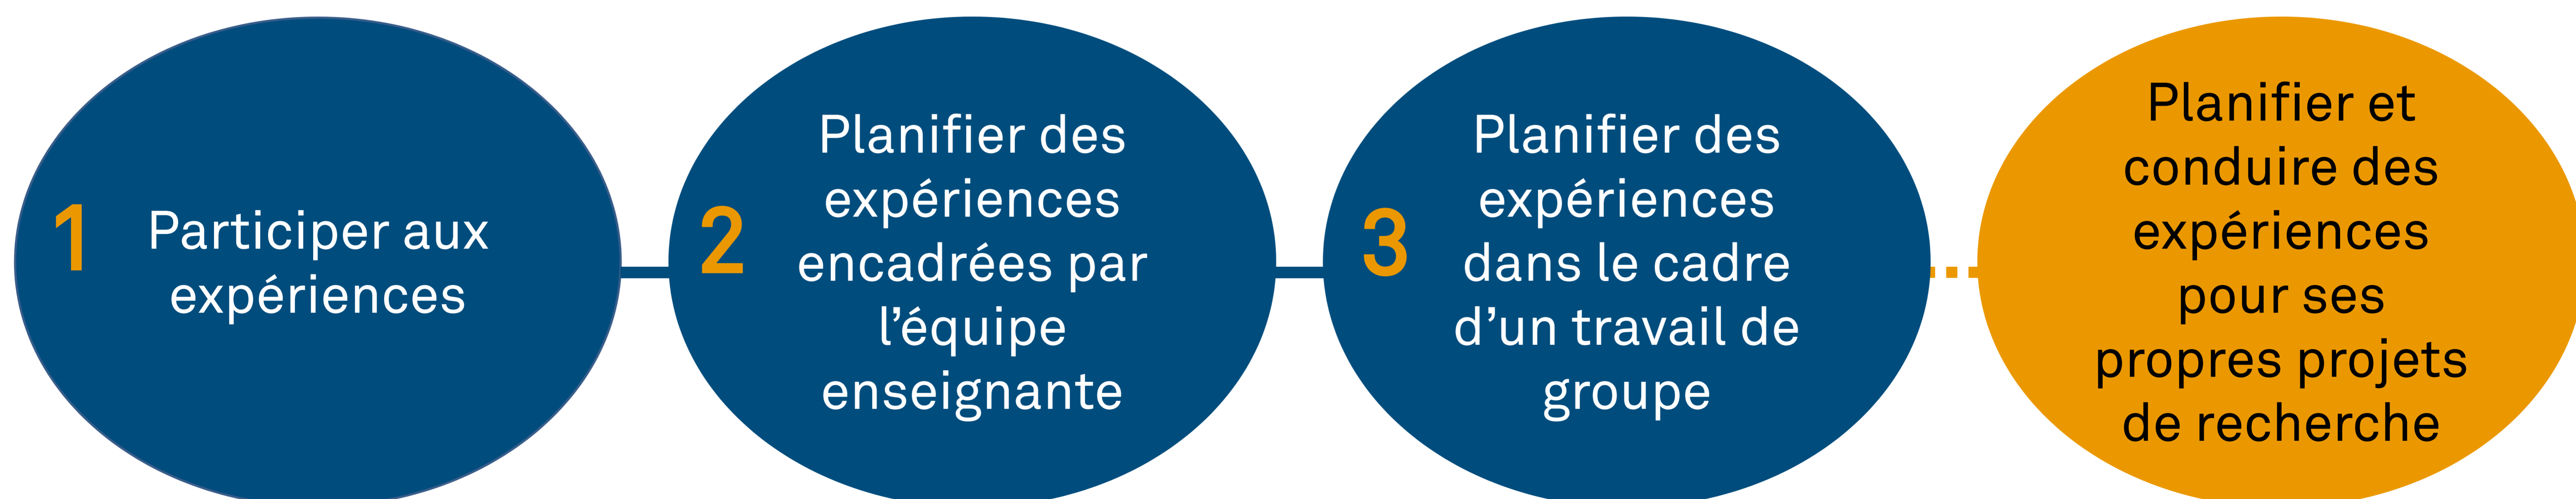 1
Participer aux
expériences
2
Planifier des
expériences
encadrées par
l’équipe
enseignante
3
Planifier des
expériences
dans le cadre
d’un travail de
groupe
Planifier et
conduire des
expériences
pour ses
propres projets
de recherche